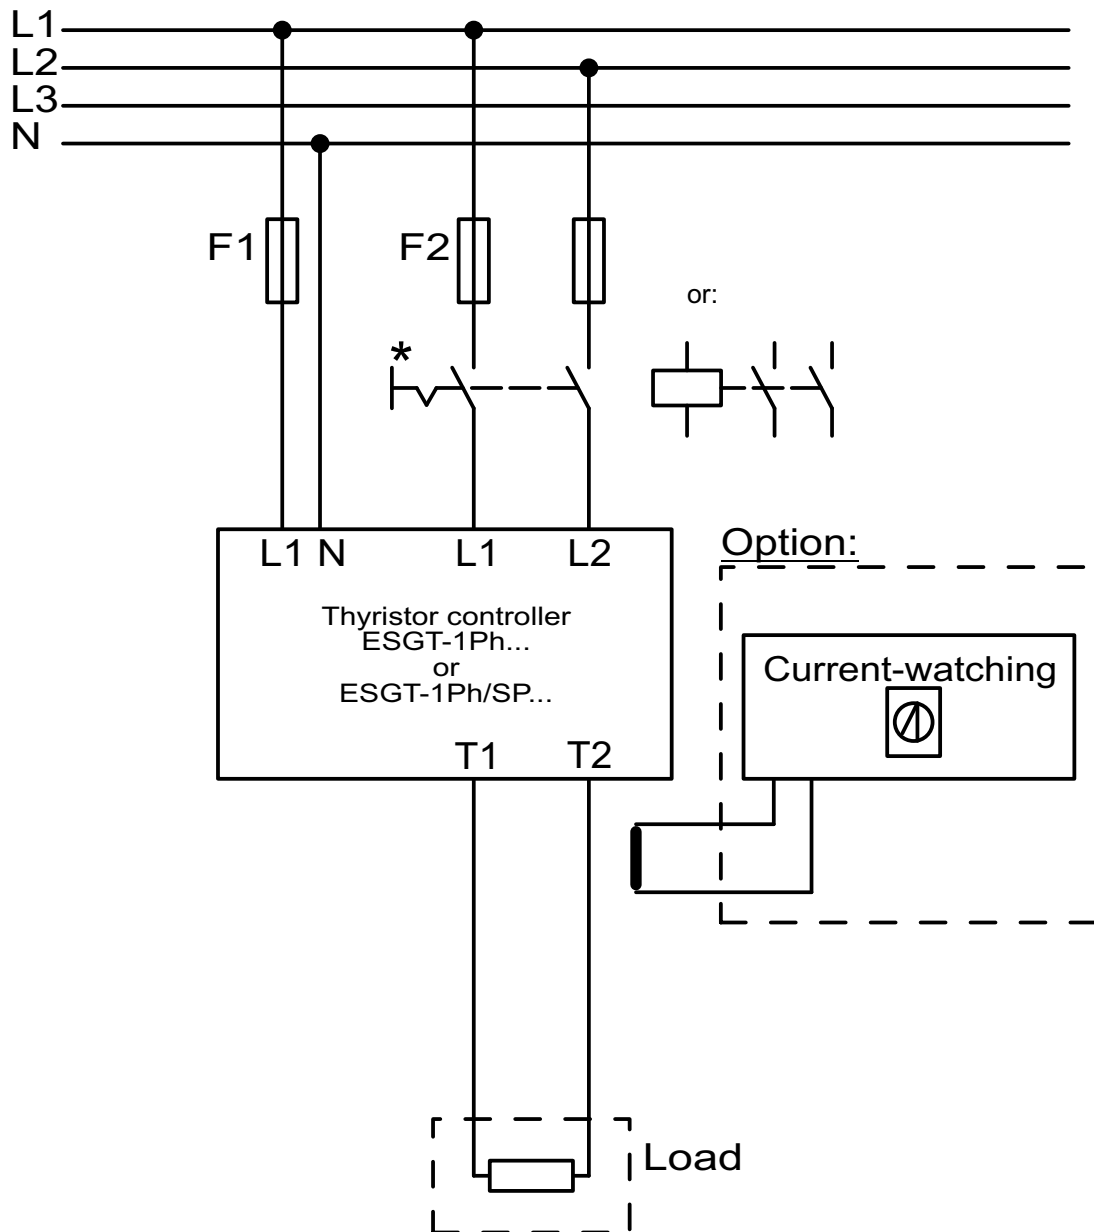 L1
L2
L3
N
F1
F2
or:
*
L1 N L1 L2
Option:
Thyristor controller
ESGT-1Ph...
or
ESGT-1Ph/SP...
Current-watching
T1 T2
Load